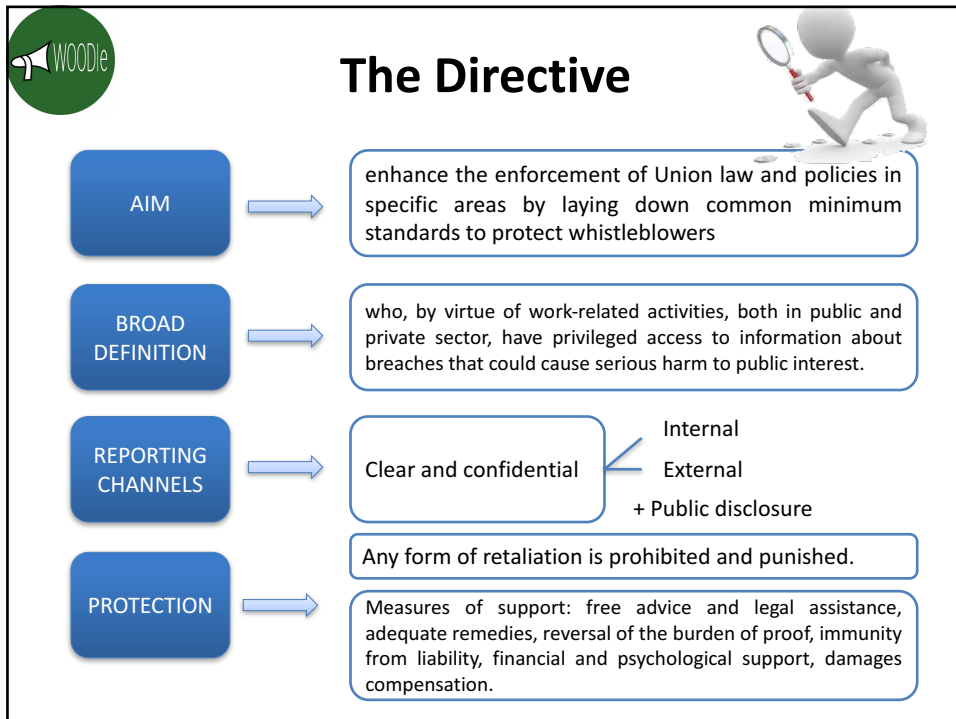 WOODIe
The Directive
AIM
enhance the enforcement of Union law and policies in
specific areas by laying down common minimum
standards to protect whistleblowers
BROAD
DEFINITION
who, by virtue of work-related activities, both in public and
private sector, have privileged access to information about
breaches that could cause serious harm to public interest.
REPORTING
CHANNELS
Clear and confidential
Internal
External
+ Public disclosure
PROTECTION
Any form of retaliation is prohibited and punished.
Measures of support: free advice and legal assistance,
adequate remedies, reversal of the burden of proof, immunity
from liability, financial and psychological support, damages
compensation.